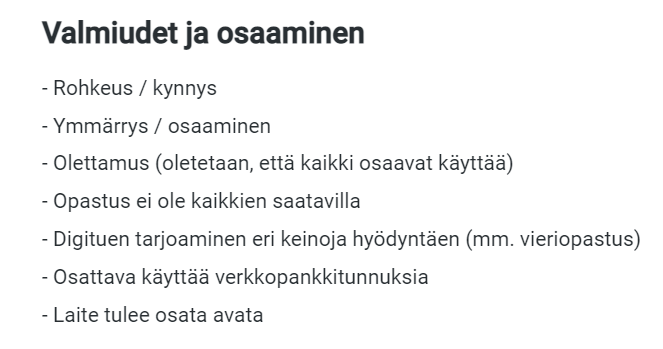 Valmiudet ja osaaminen
- Rohkeus / kynnys
- Ymmärrys / osaaminen
- Olettamus (oletetaan, että kaikki osaavat käyttää)
- Opastus ei ole kaikkien saatavilla
- Digituen tarjoaminen eri keinoja hyödyntäen (mm. vieriopastus)
- Osattava käyttää verkkopankkitunnuksia
- Laite tulee osata avata